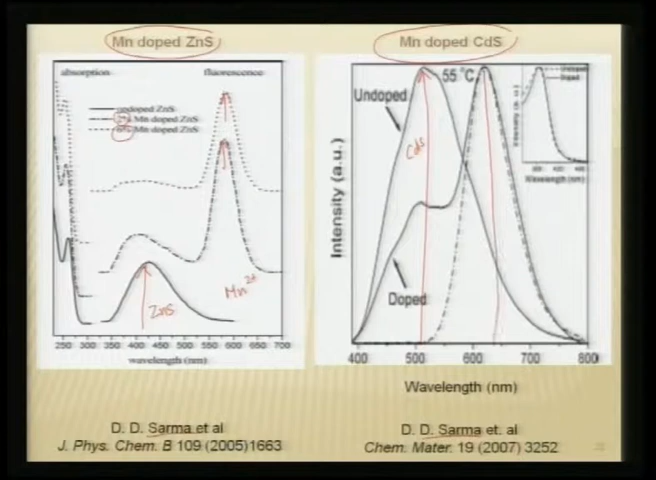 Mn doped ZnS
Mn doped CdS
absorption
fluorescence
undoped ZnS
2% Mn doped ZnS
6% Mn doped ZnS
ZnS
Mn2+
250 300 350 400 450 500 550 600 650 700
wavelength (nm)
55 °C
Undoped
CdS
Doped
Undoped
Doped
Intensity (a. u.)
Wavelength (nm)
Intensity (a.u.)
400 500 600 700 800
Wavelength (nm)
D. D. Sarma et al
J. Phys. Chem. B 109 (2005)1663
D. D. Sarma et. al
Chem. Mater. 19 (2007) 3252